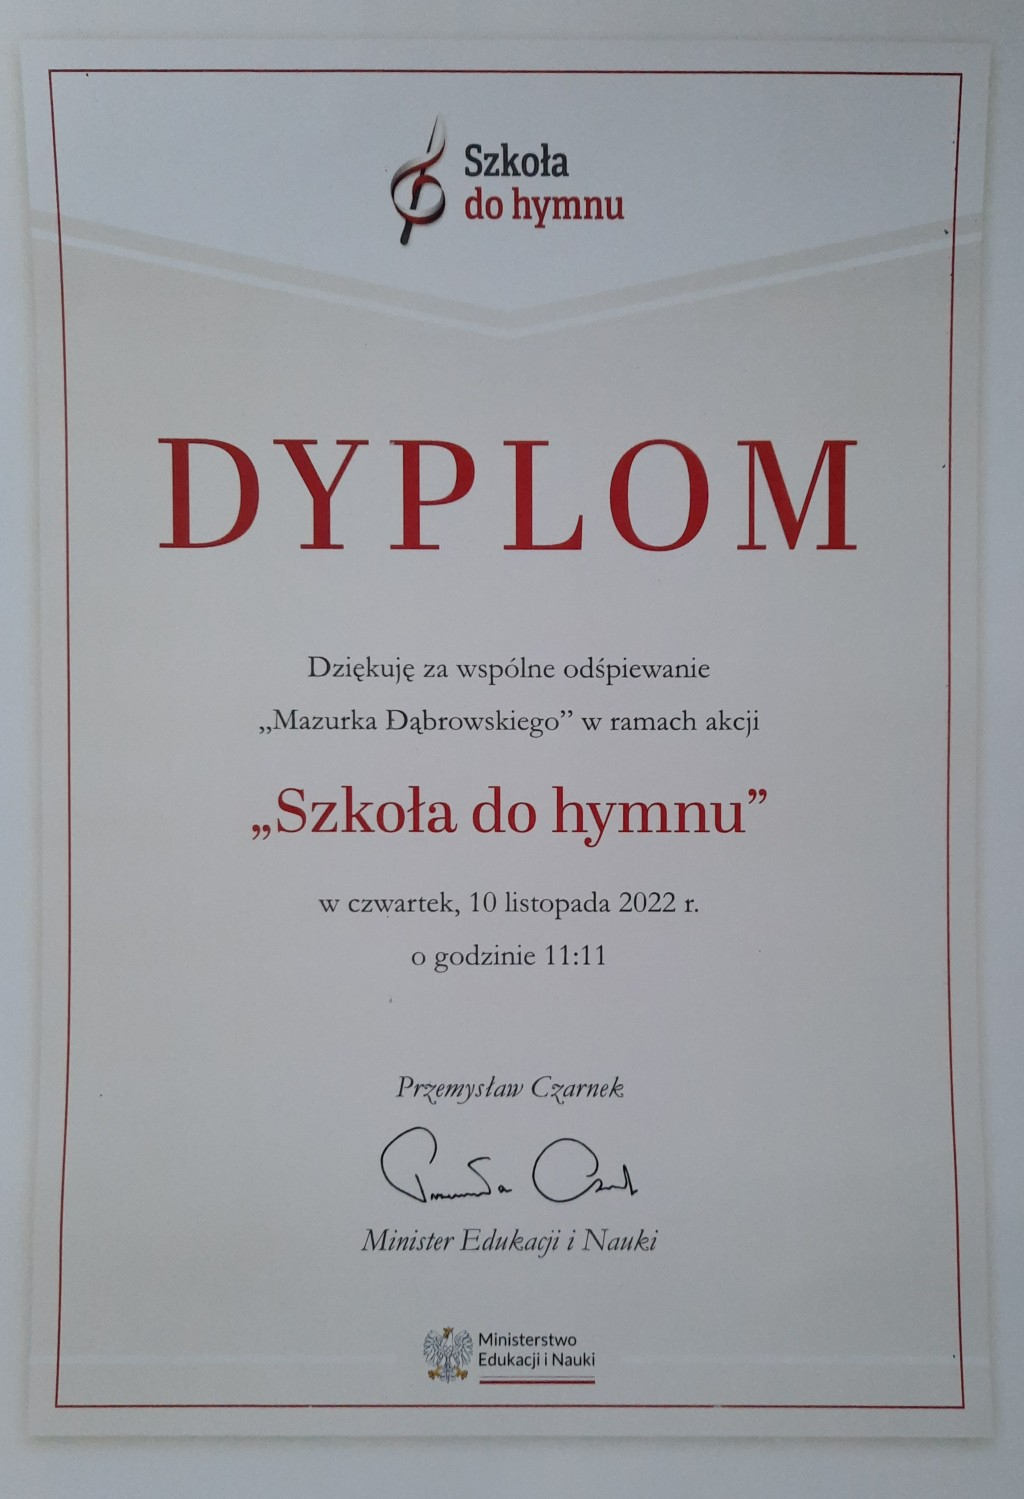 Szkoła
do hymnu
DYPLOM
Dziękuję za wspólne odśpiewanie
„Mazurka Dąbrowskiego” w ramach akcji
„Szkoła do hymnu”
w czwartek, 10 listopada 2022 r.
o godzinie 11:11
Przemysław Czarnek
Minister Edukacji i Nauki
Ministerstwo
Edukacji i Nauki